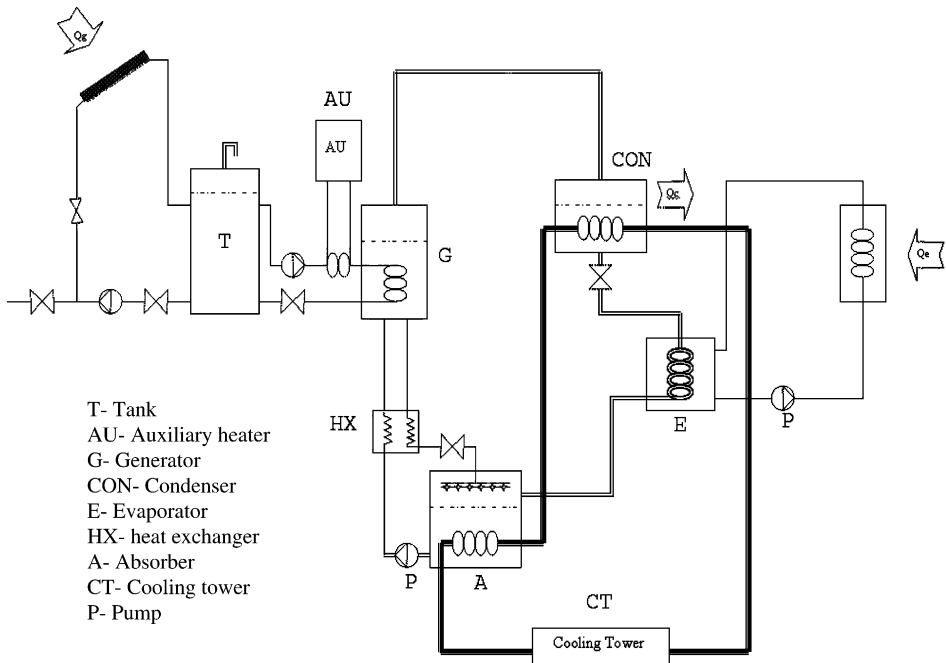 Qg
AU
AU
CON
Qc
T
G
Qe
HX
E
P
P
A
CT
Cooling Tower
T- Tank
AU- Auxiliary heater
G- Generator
CON- Condenser
E- Evaporator
HX- heat exchanger
A- Absorber
CT- Cooling tower
P- Pump